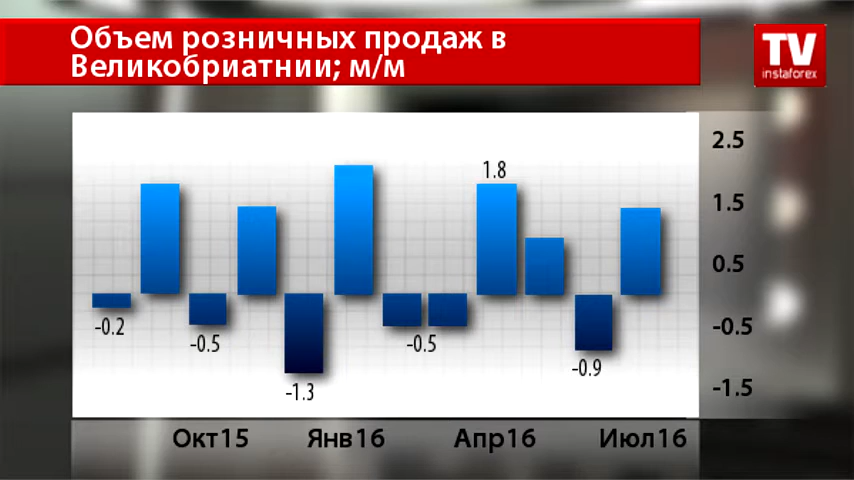 Объем розничных продаж в
Великобриатнии; м/м
TV
instaforex
2.5
1.8
1.5
0.5
-0.2
-0.5
-0.5
-0.5
-0.9
-1.3
-1.5
Окт15 Янв16 Апр16 Июл16